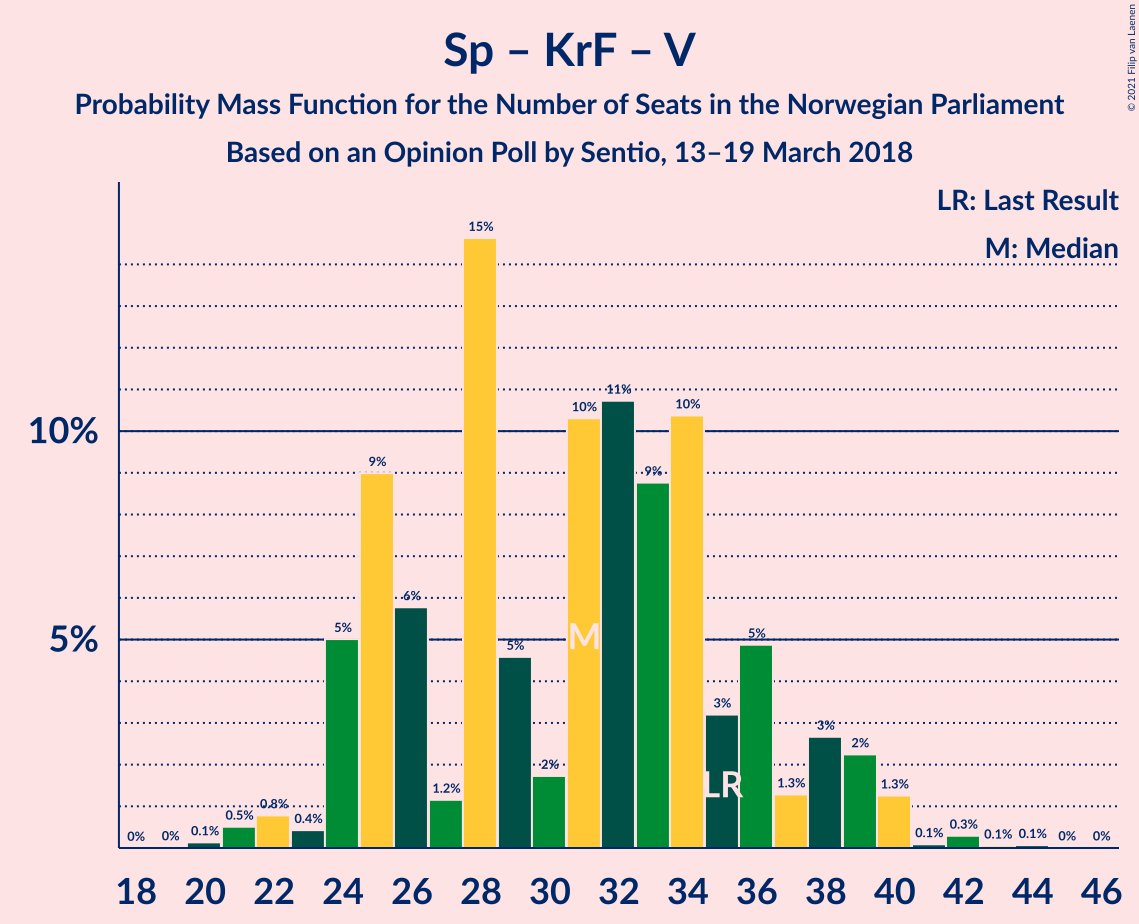 Sp – KrF – V
Probability Mass Function for the Number of Seats in the Norwegian Parliament
Based on an Opinion Poll by Sentio, 13–19 March 2018
© 2021 Filip van Laenen
LR: Last Result
M: Median
10%
5%
0% 0% 0.1% 0.5% 0.8% 0.4% 5% 9% 6% 1.2% 15% 5% 2% 10% 11% 9% 10% 3% 5% 1.3% 3% 2% 1.3% 0.1% 0.3% 0.1% 0.1% 0% 0%
M
LR
18 20 22 24 26 28 30 32 34 36 38 40 42 44 46